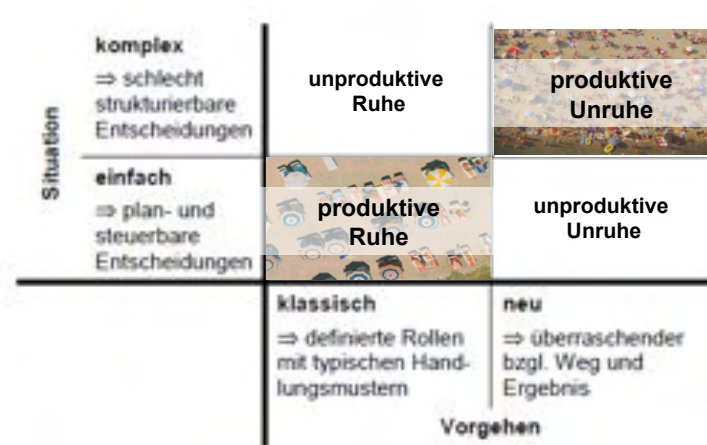 komplex
⇒ schlecht
strukturierbare
Entscheidungen
unproduktive
Ruhe
produktive
Unruhe
Situation
einfach
⇒ plan- und
steuerbare
Entscheidungen
produktive
Ruhe
unproduktive
Unruhe
klassisch
⇒ definierte Rollen
mit typischen Hand-
lungsmustern
neu
⇒ überraschender
bzgl. Weg und
Ergebnis
Vorgehen